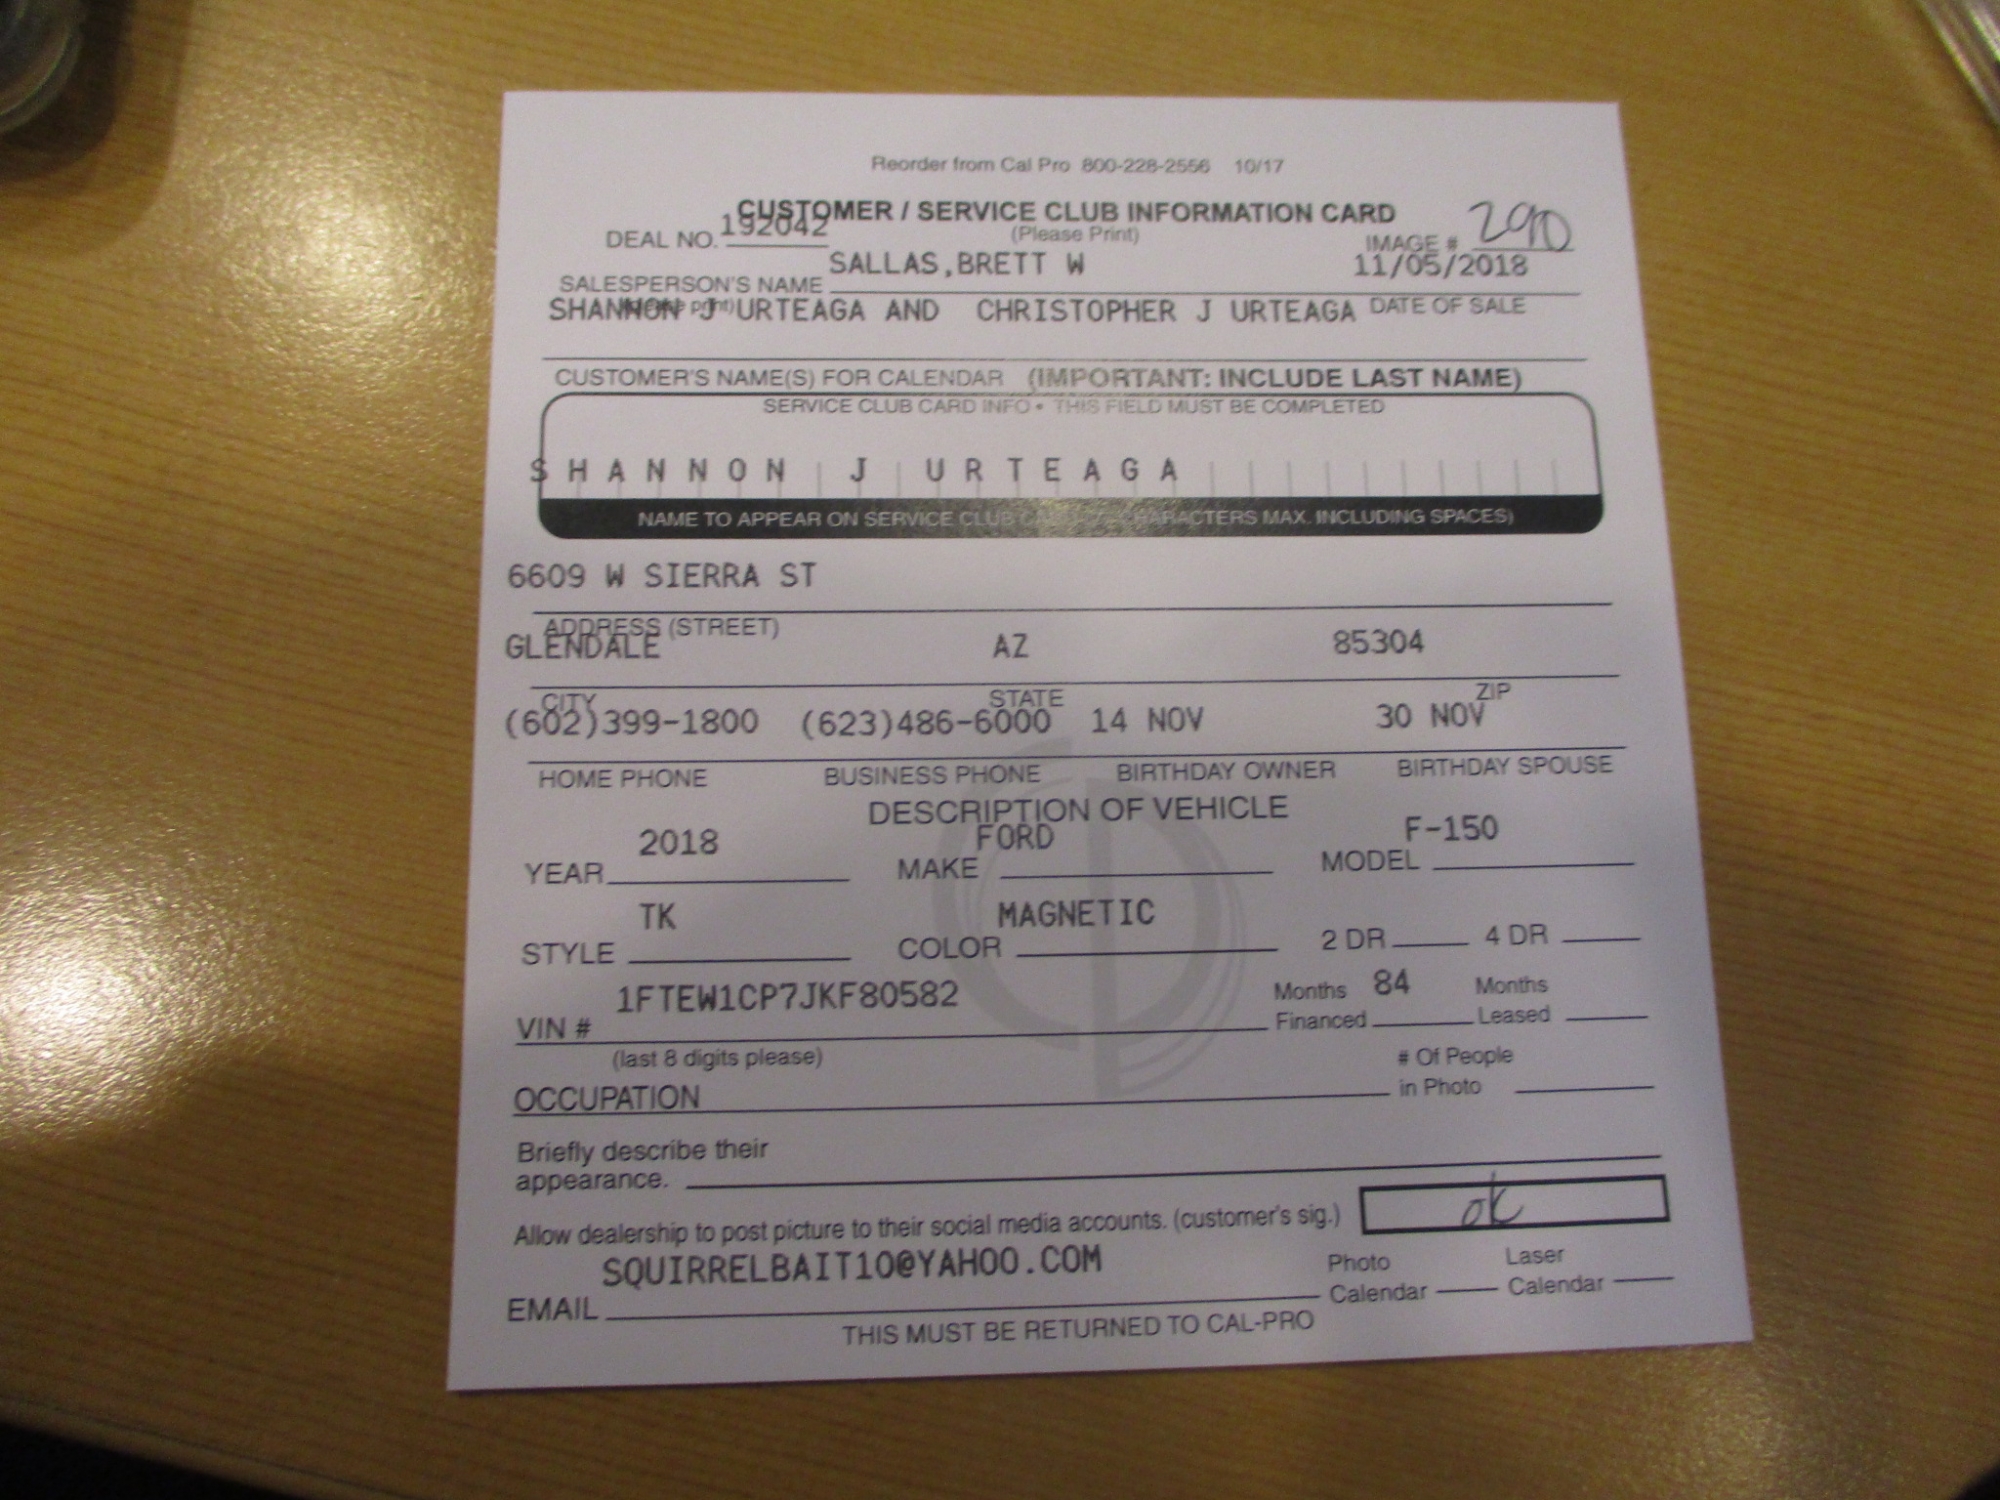 Reorder from Cal Pro 800-228-2556 10/17
CUSTOMER / SERVICE CLUB INFORMATION CARD
DEAL NO. 192042 (Please Print) IMAGE # 290
SALESPERSON'S NAME SALLAS,BRETT W 11/05/2018
(please print) DATE OF SALE
SHANNON J URTEAGA AND CHRISTOPHER J URTEAGA
CUSTOMER'S NAME(S) FOR CALENDAR (IMPORTANT: INCLUDE LAST NAME)
SERVICE CLUB CARD INFO • THIS FIELD MUST BE COMPLETED
SHANNON J URTEAGA
NAME TO APPEAR ON SERVICE CLUB CHARACTERS MAX. INCLUDING SPACES)
6609 W SIERRA ST
ADDRESS (STREET)
GLENDALE AZ 85304
CITY STATE ZIP
(602)399-1800 (623)486-6000 14 NOV 30 NOV
HOME PHONE BUSINESS PHONE BIRTHDAY OWNER BIRTHDAY SPOUSE
DESCRIPTION OF VEHICLE
YEAR 2018 MAKE FORD MODEL F-150
STYLE TK COLOR MAGNETIC 2 DR 4 DR
VIN # 1FTEW1CP7JKF80582 Months Financed 84 Months Leased
(last 8 digits please) # Of People
OCCUPATION in Photo
Briefly describe their
appearance.
Allow dealership to post picture to their social media accounts. (customer's sig.) ok
SQUIRRELBAIT10@YAHOO.COM Photo Laser
EMAIL Calendar Calendar
THIS MUST BE RETURNED TO CAL-PRO